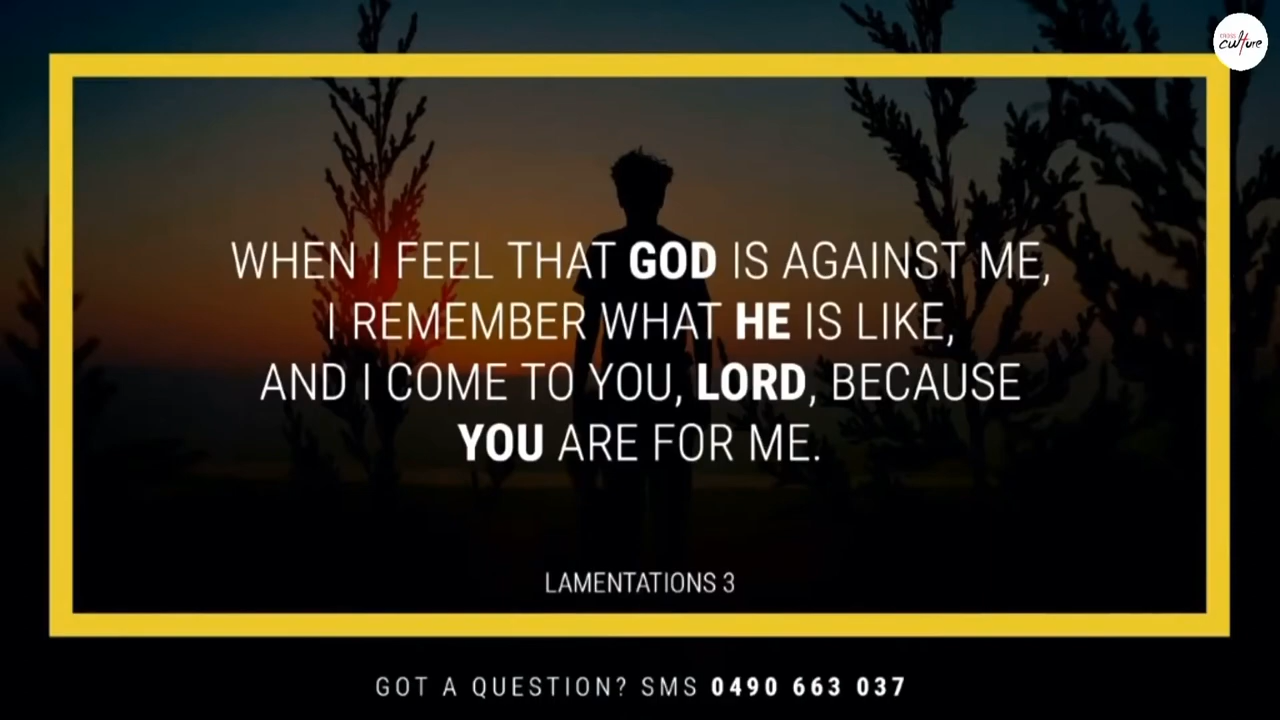 culture
WHEN I FEEL THAT GOD IS AGAINST ME,
I REMEMBER WHAT HE IS LIKE,
AND I COME TO YOU, LORD, BECAUSE
YOU ARE FOR ME.
LAMENTATIONS 3
GOT A QUESTION? SMS 0490 663 037